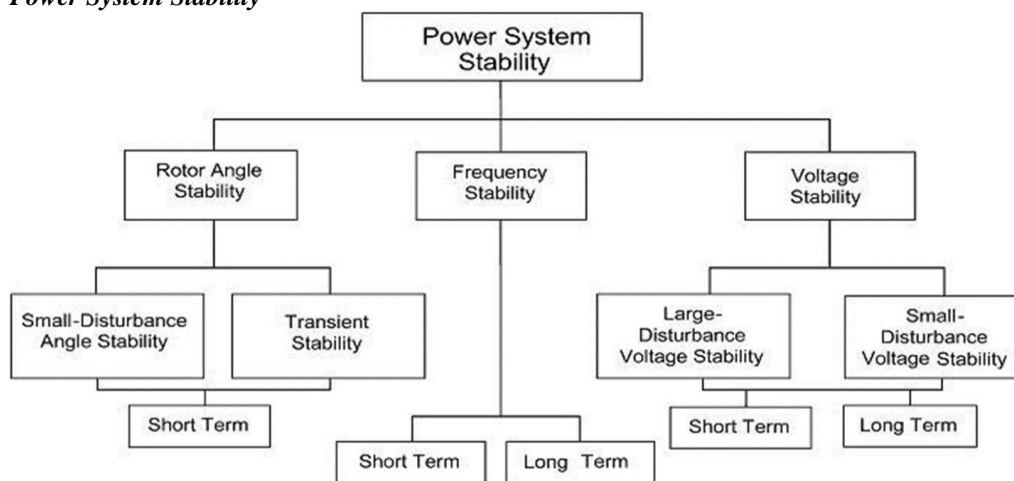 Power System Stability
Power System
Stability
Rotor Angle
Stability
Frequency
Stability
Voltage
Stability
Small-Disturbance
Angle Stability
Transient
Stability
Large-
Disturbance
Voltage Stability
Small-
Disturbance
Voltage Stability
Short Term
Short Term
Long Term
Short Term
Long Term